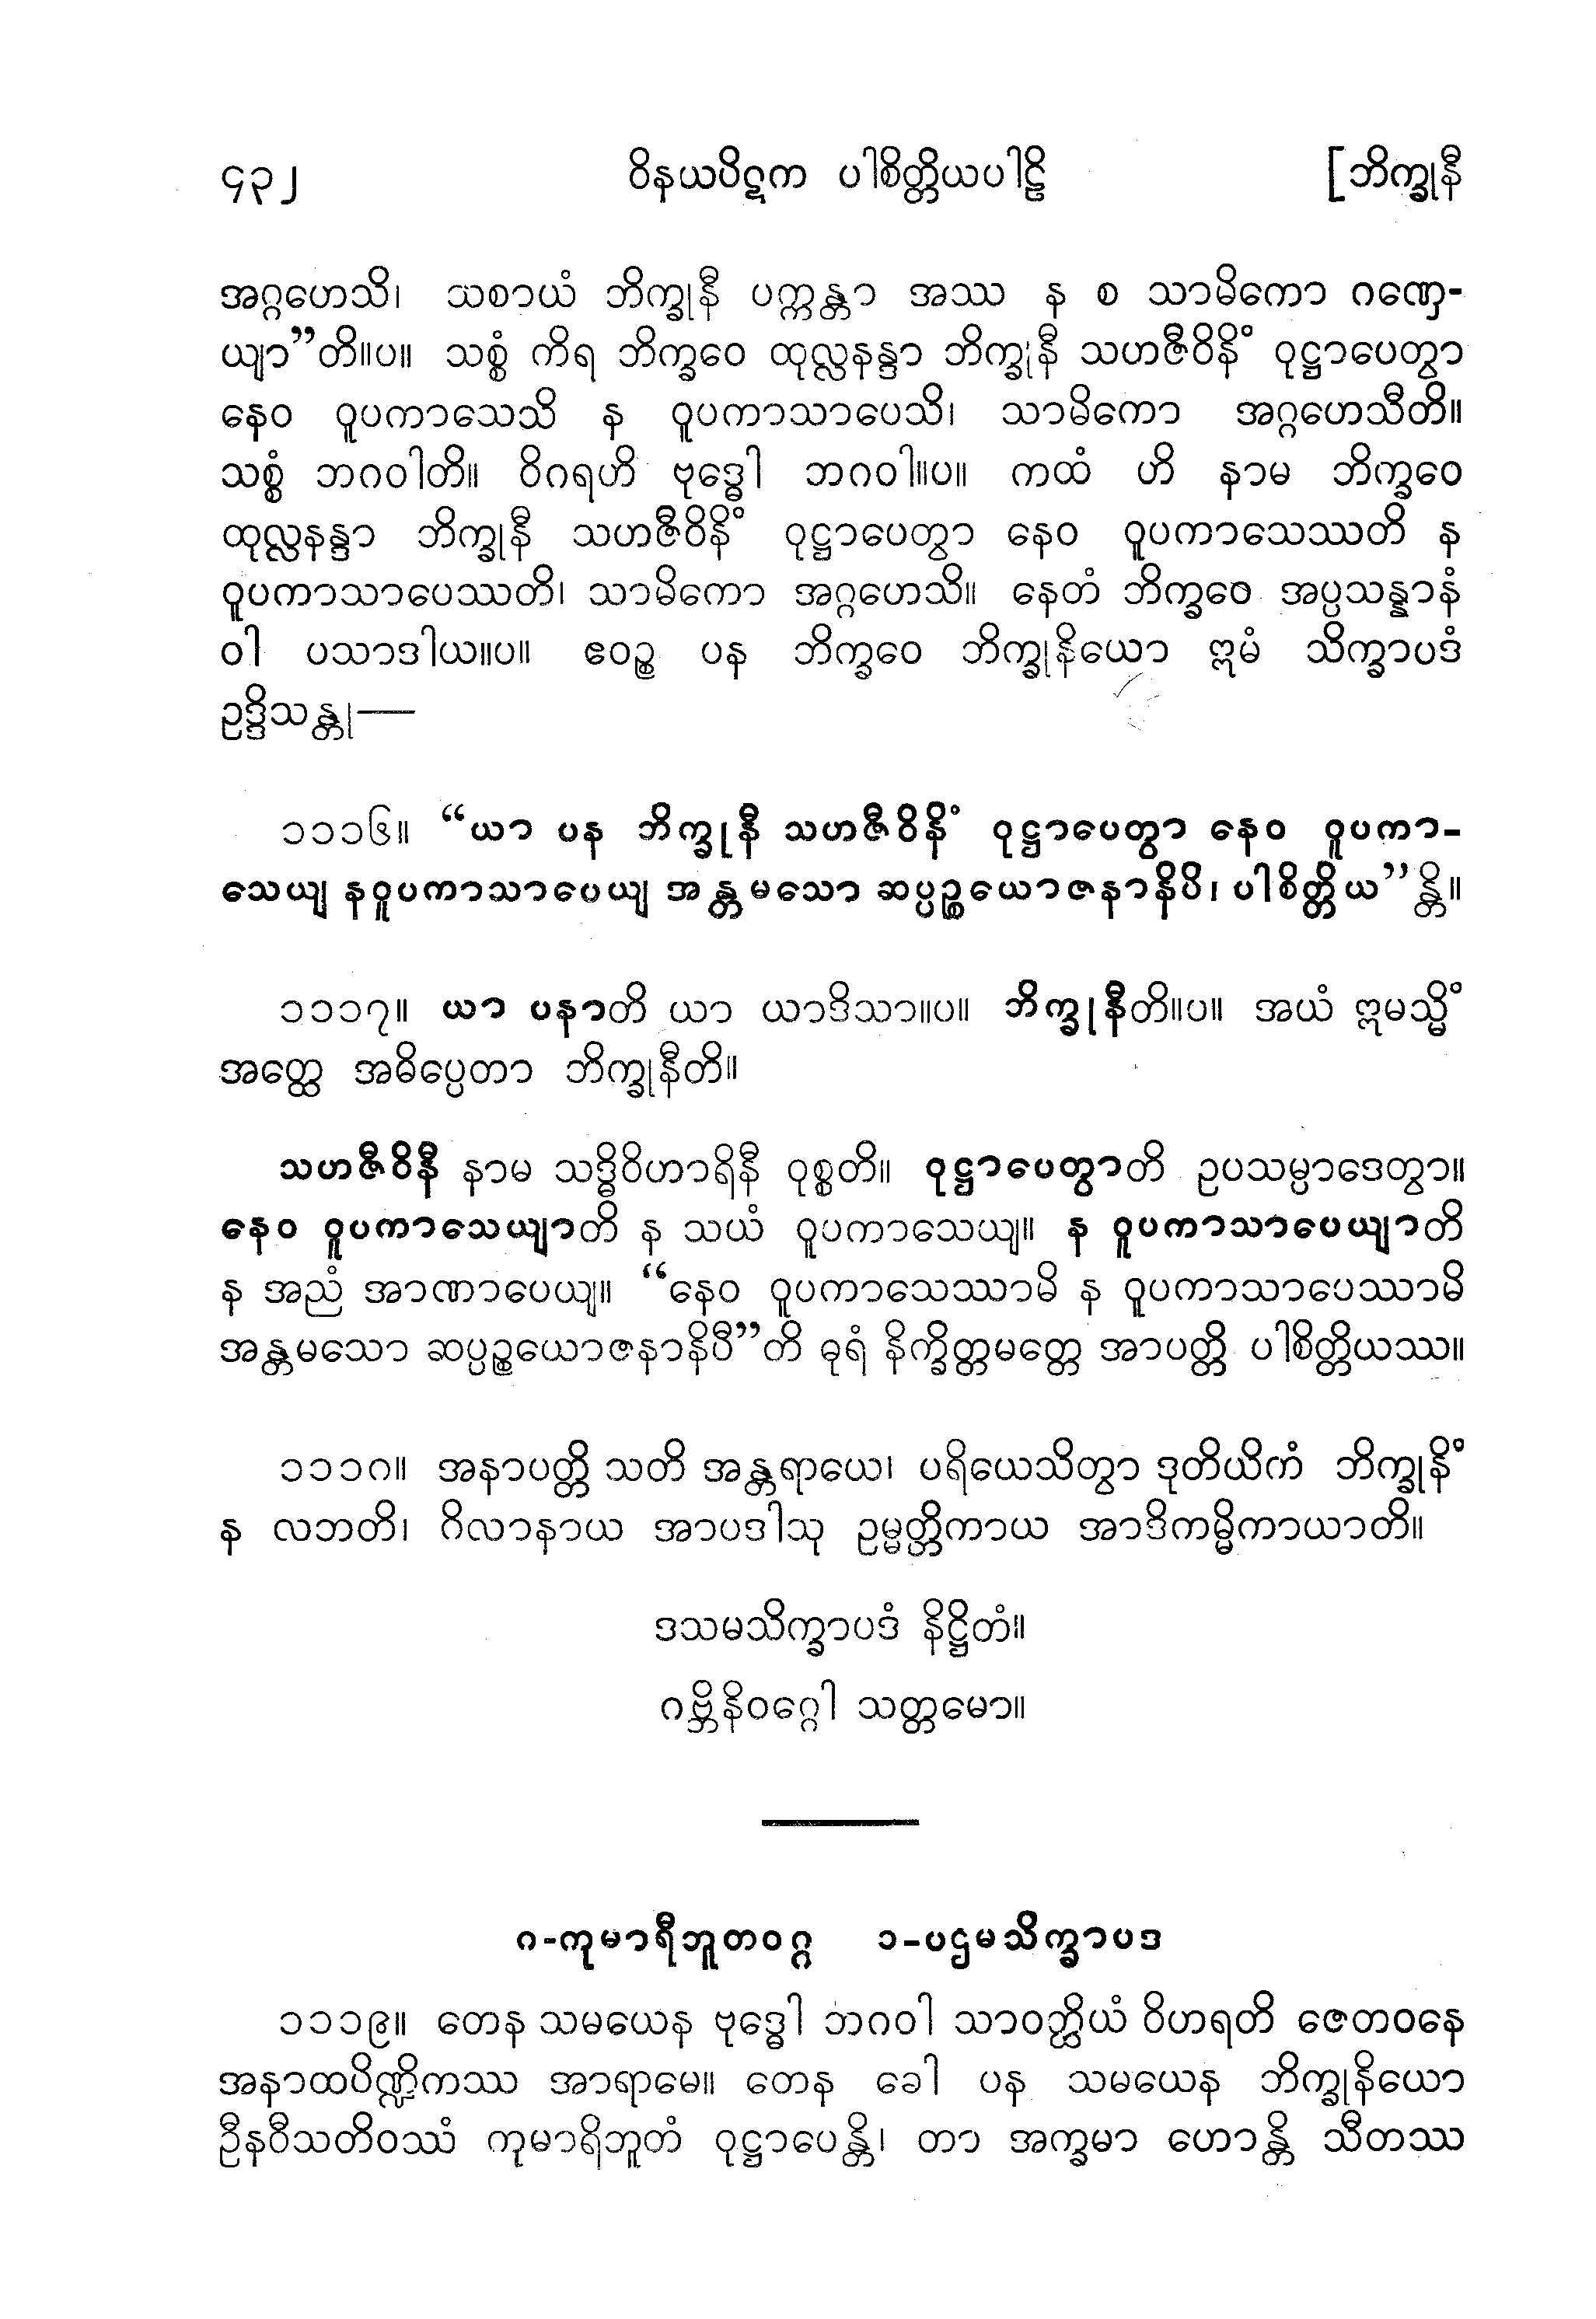 ၄၃၂ ဝိနယပိဋက ပါစိတ္တိယပါဠိ [ဘိက္ခုနီ
အဂ္ဂဟေသိ၊ သစာယံ ဘိက္ခုနီ ပက္ကန္တာ အဿ န စ သာမိကော ဂဏှေ-
ယျာ”တိ။ပ။ သစ္စံ ကိရ ဘိက္ခဝေ ထုလ္လနန္ဒာ ဘိက္ခုနီ သဟဇီဝိနိံ ဝုဋ္ဌာပေတွာ
နေဝ ဝူပကာသေသိ န ဝူပကာသာပေသိ၊ သာမိကော အဂ္ဂဟေသီတိ။
သစ္စံ ဘဂဝါတိ။ ဝိဂရဟိ ဗုဒ္ဓေါ ဘဂဝါ။ပ။ ကထံ ဟိ နာမ ဘိက္ခဝေ
ထုလ္လနန္ဒာ ဘိက္ခုနီ သဟဇီဝိနိံ ဝုဋ္ဌာပေတွာ နေဝ ဝူပကာသေဿတိ န
ဝူပကာသာပေဿတိ၊ သာမိကော အဂ္ဂဟေသိ။ နေတံ ဘိက္ခဝေ အပ္ပသန္နာနံ
ဝါ ပသာဒါယ။ပ။ ဧဝဉ္စ ပန ဘိက္ခဝေ ဘိက္ခုနိယော ဣမံ သိက္ခာပဒံ
ဥဒ္ဒိသန္တု—
၁၁၁၆။ “ယာ ပန ဘိက္ခုနီ သဟဇီဝိနိံ ဝုဋ္ဌာပေတွာ နေဝ ဝူပကာ-
သေယျ နဝူပကာသာပေယျ အန္တမသော ဆပ္ပဉ္စယောဇနာနိပိ၊ ပါစိတ္တိယ”န္တိ။
၁၁၁၇။ ယာ ပနာတိ ယာ ယာဒိသာ။ပ။ ဘိက္ခုနီတိ။ပ။ အယံ ဣမသ္မိံ
အတ္ထေ အဓိပ္ပေတာ ဘိက္ခုနီတိ။
သဟဇီဝိနီ နာမ သဒ္ဓိဝိဟာရိနီ ဝုစ္စတိ။ ဝုဋ္ဌာပေတွာတိ ဥပသမ္ပာဒေတွာ။
နေဝ ဝူပကာသေယျာတိ န သယံ ဝူပကာသေယျ။ န ဝူပကာသာပေယျာတိ
န အညံ အာဏာပေယျ။ “နေဝ ဝူပကာသေဿာမိ န ဝူပကာသာပေဿာမိ
အန္တမသော ဆပ္ပဉ္စယောဇနာနိပီ”တိ ဓုရံ နိက္ခိတ္တမတ္တေ အာပတ္တိ ပါစိတ္တိယဿ။
၁၁၁၈။ အနာပတ္တိ သတိ အန္တရာယေ၊ ပရိယေသိတွာ ဒုတိယိကံ ဘိက္ခုနိံ
န လဘတိ၊ ဂိလာနာယ အာပဒါသု ဥမ္မတ္တိကာယ အာဒိကမ္မိကာယာတိ။
ဒသမသိက္ခာပဒံ နိဋ္ဌိတံ။
ဂဗ္ဘိနိဝဂ္ဂေါ သတ္တမော။
၈-ကုမာရီဘူတဝဂ္ဂ ၁-ပဌမသိက္ခာပဒ
၁၁၁၉။ တေန သမယေန ဗုဒ္ဓေါ ဘဂဝါ သာဝတ္ထိယံ ဝိဟရတိ ဇေတဝနေ
အနာထပိဏ္ဍိကဿ အာရာမေ။ တေန ခေါ ပန သမယေန ဘိက္ခုနိယော
ဦနဝီသတိဝဿံ ကုမာရိဘူတံ ဝုဋ္ဌာပေန္တိ၊ တာ အက္ခမာ ဟောန္တိ သီတဿ